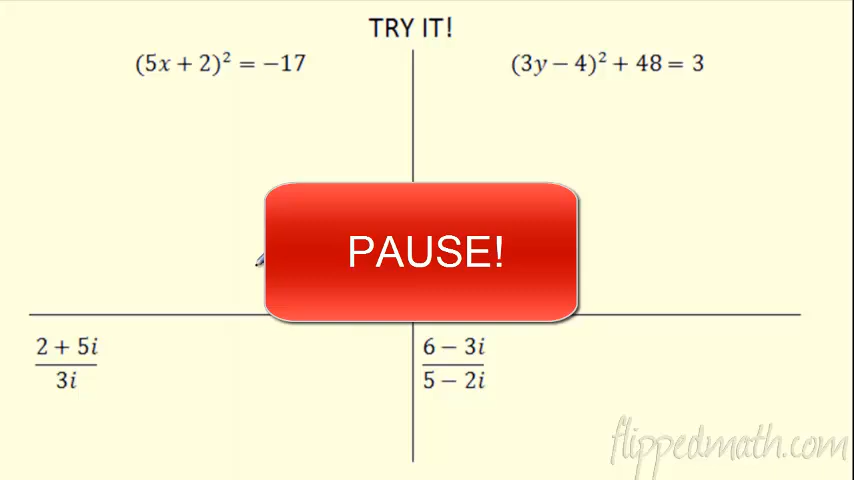 TRY IT!
(5x + 2)² = −17
(3y − 4)² + 48 = 3
PAUSE!
2 + 5i
3i
6 − 3i
5 − 2i
flippedmath.com